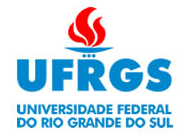 UFRGS
UNIVERSIDADE FEDERAL
DO RIO GRANDE DO SUL